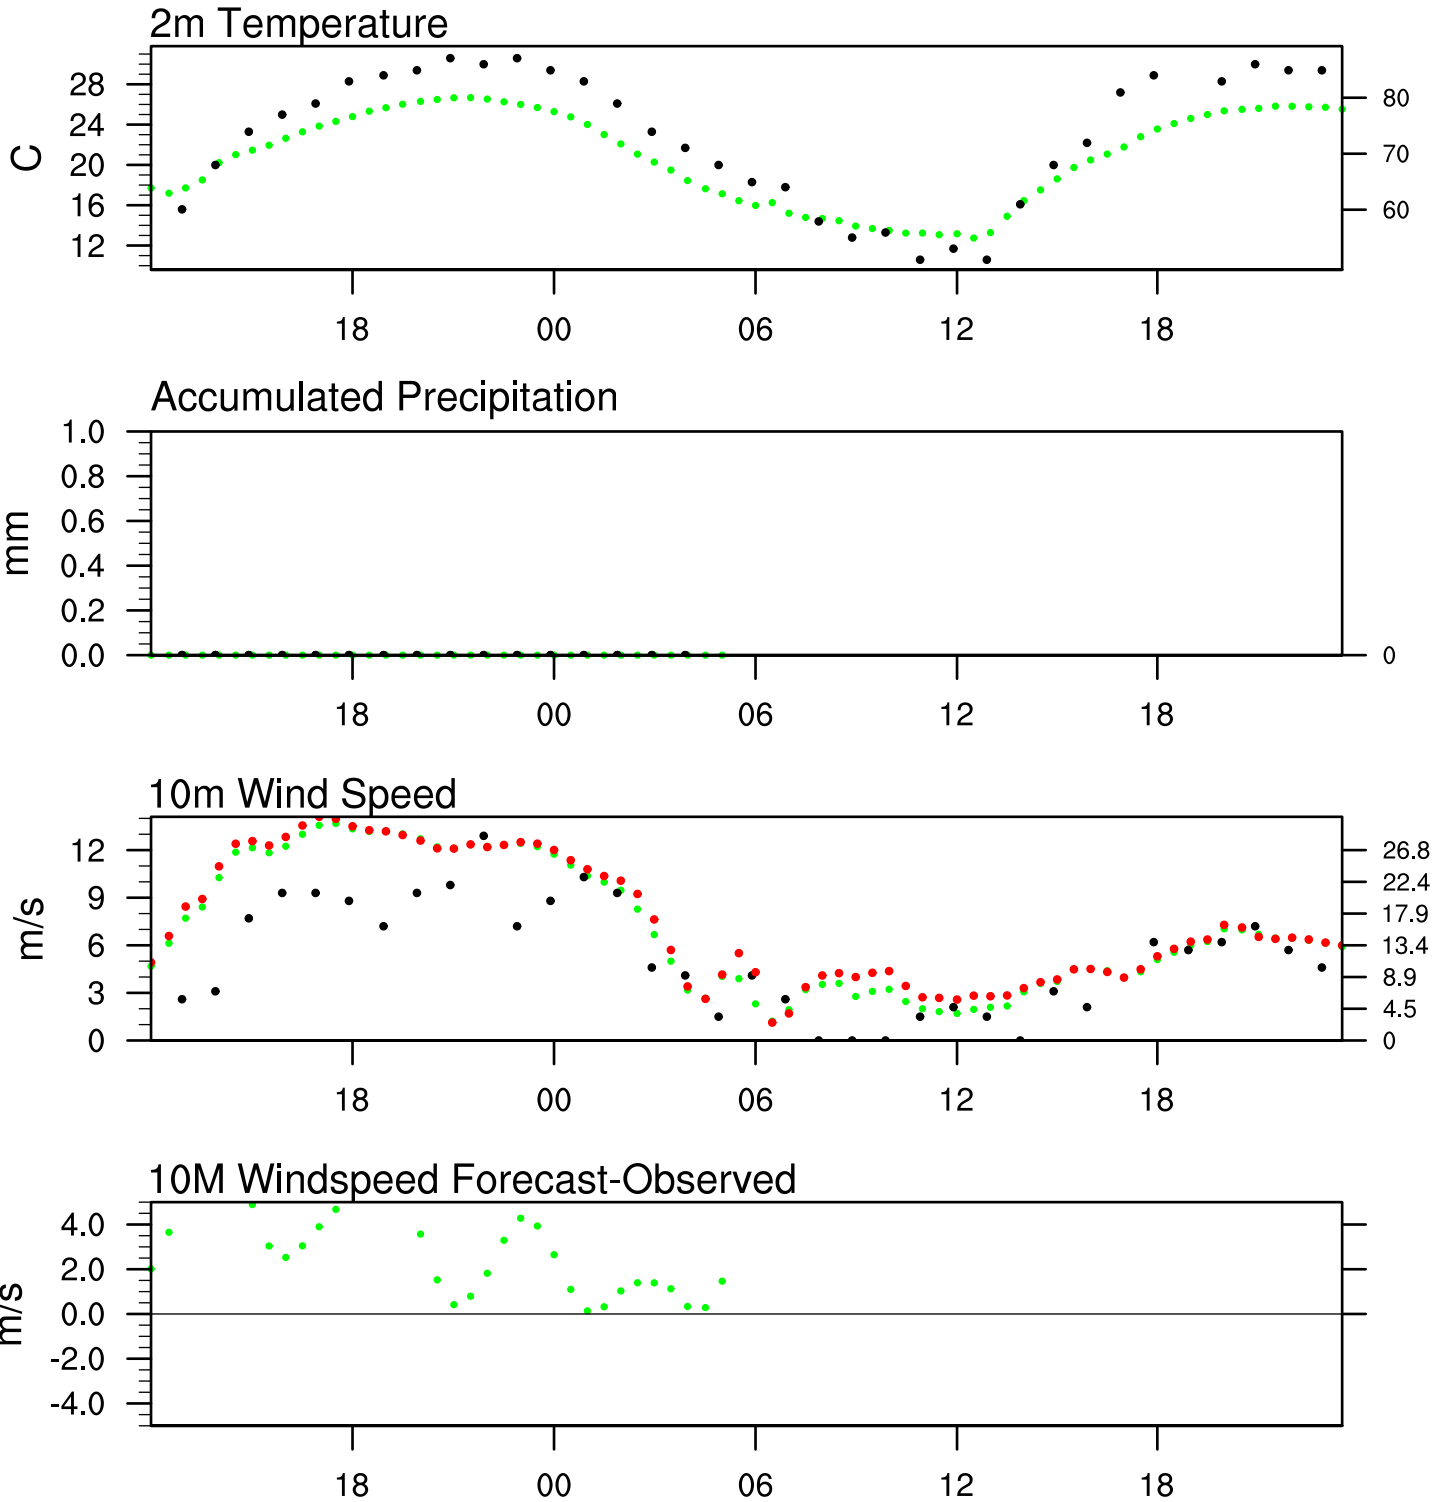 2m Temperature
28
24
20
16
12
C
80
70
60
18 00 06 12 18
Accumulated Precipitation
1.0
0.8
0.6
0.4
0.2
0.0
mm
0
18 00 06 12 18
10m Wind Speed
12
9
6
3
0
m/s
26.8
22.4
17.9
13.4
8.9
4.5
0
18 00 06 12 18
10M Windspeed Forecast-Observed
4.0
2.0
0.0
-2.0
-4.0
m/s
18 00 06 12 18